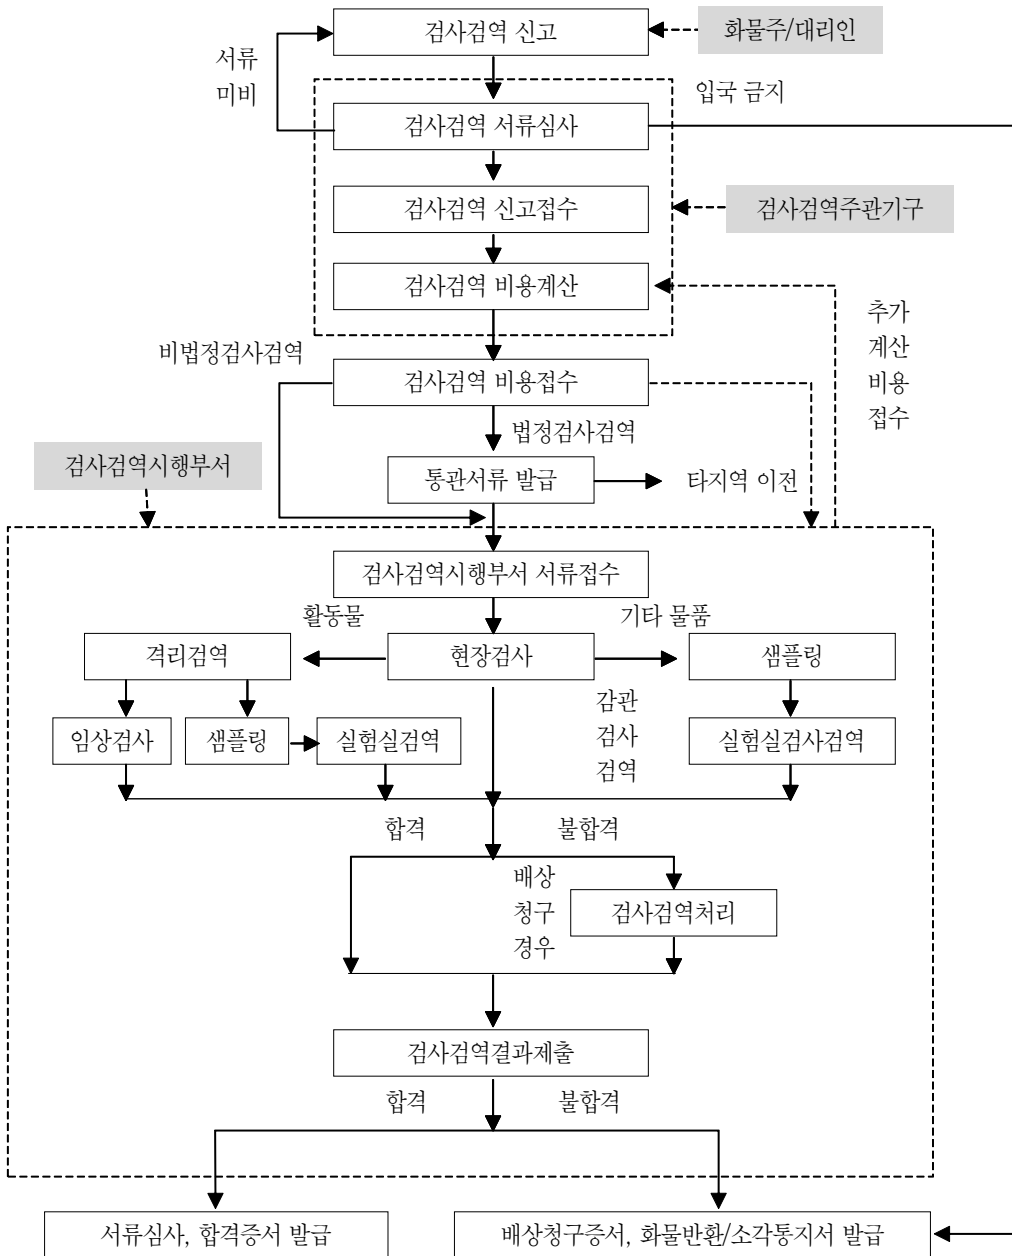 검사검역 신고
화물주/대리인
서류
미비
입국 금지
검사검역 서류심사
검사검역 신고접수
검사검역주관기구
검사검역 비용계산
추가
계산
비용
접수
비법정검사검역
검사검역 비용접수
법정검사검역
검사검역시행부서
통관서류 발급
타지역 이전
검사검역시행부서 서류접수
활동물
기타 물품
격리검역
현장검사
샘플링
감관
검사
검역
임상검사
샘플링
실험실검역
실험실검사검역
합격
불합격
배상
청구
경우
검사검역처리
검사검역결과제출
합격
불합격
서류심사, 합격증서 발급
배상청구증서, 화물반환/소각통지서 발급